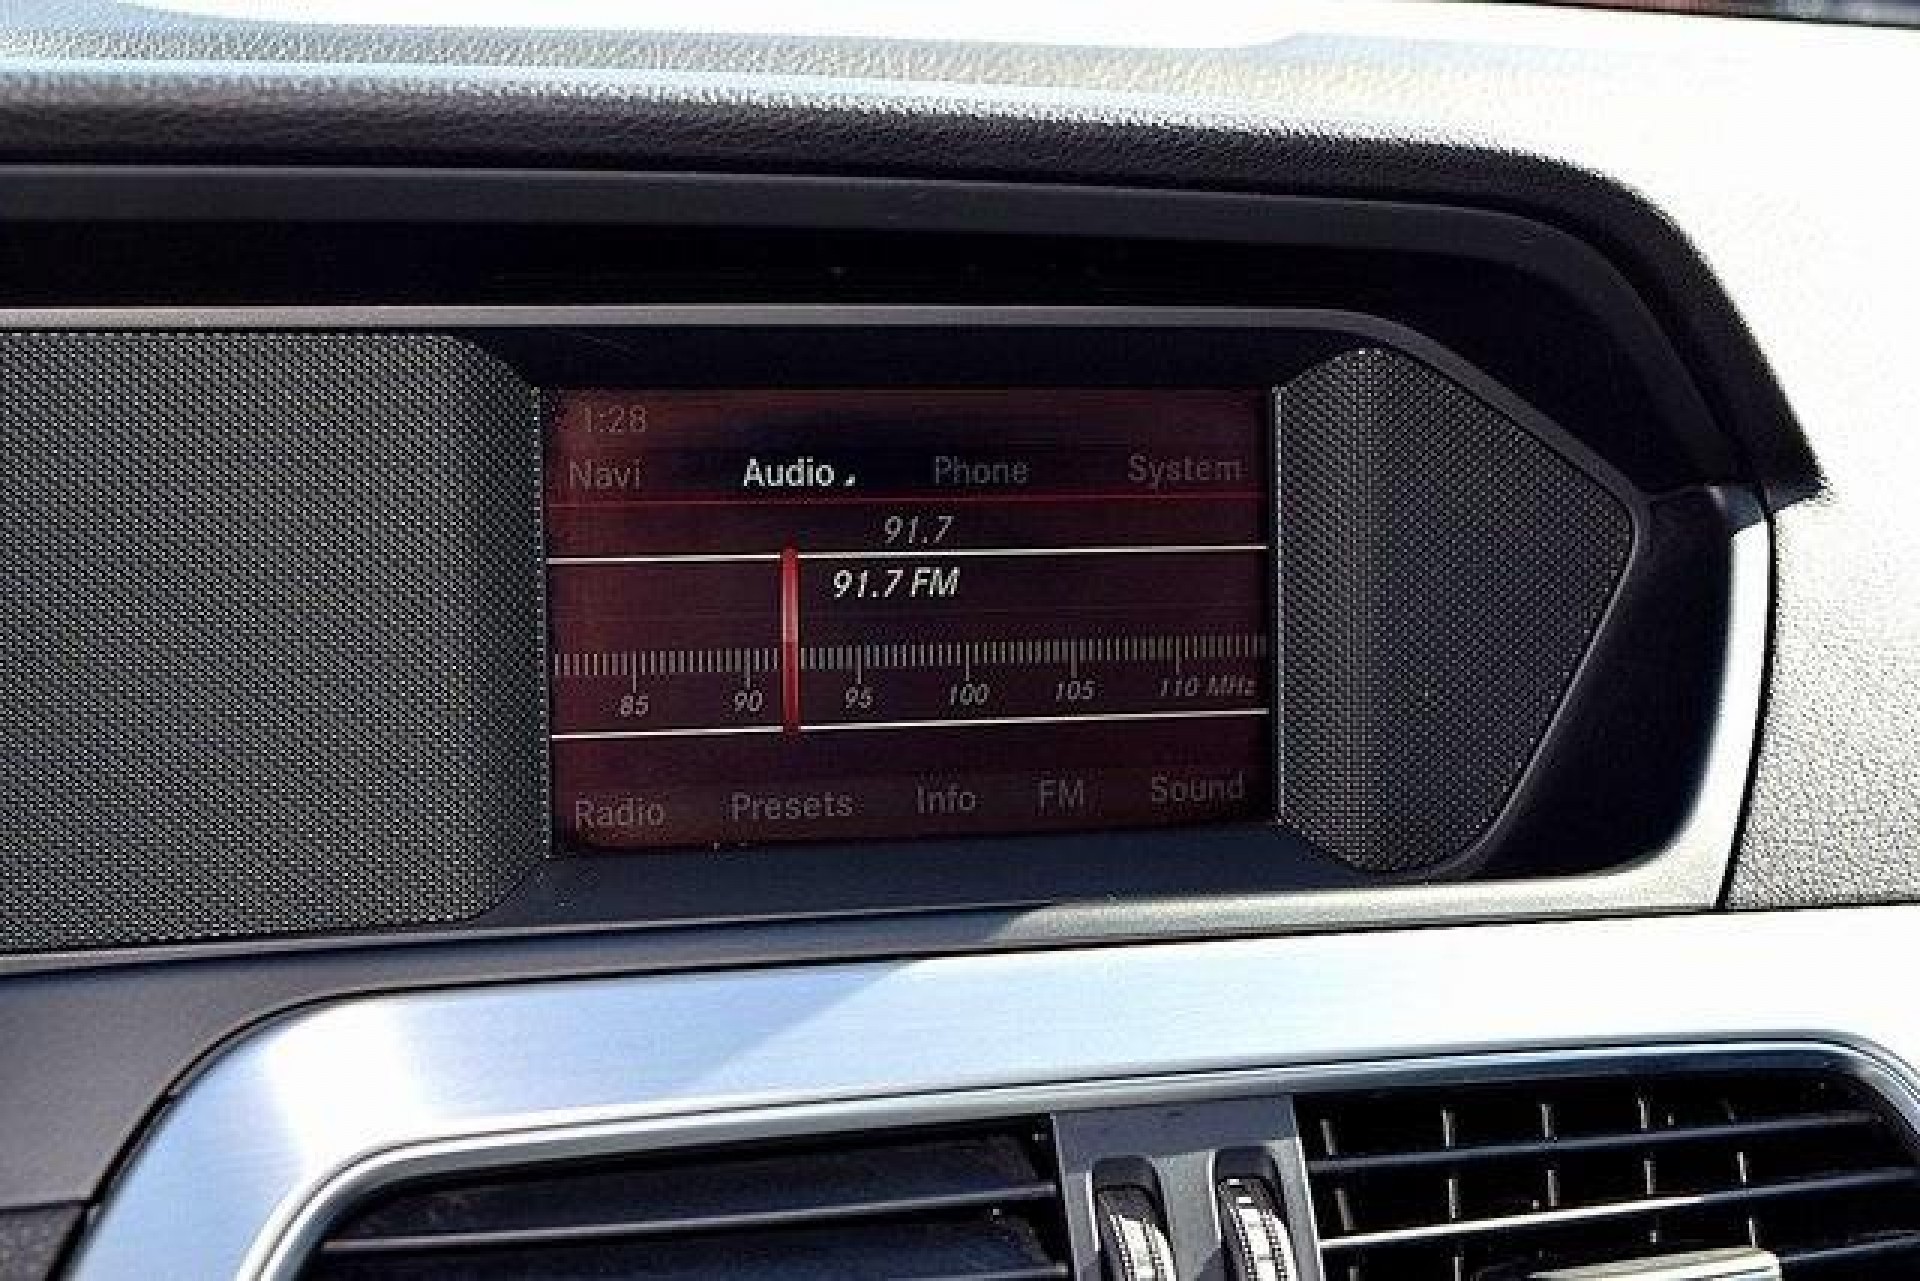 1:28
Navi Audio Phone System
91.7
91.7 FM
85 90 95 100 105 110 MHz
Radio Presets Info FM Sound